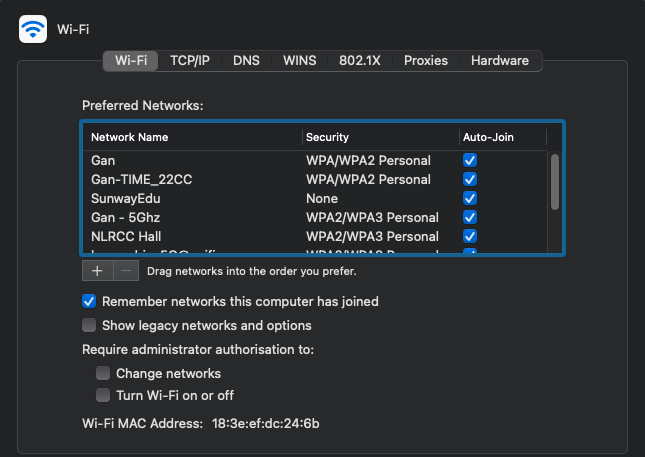 Wi-Fi
Wi-Fi TCP/IP DNS WINS 802.1X Proxies Hardware
Preferred Networks:
Network Name Security Auto-Join
Gan WPA/WPA2 Personal
Gan-TIME_22CC WPA/WPA2 Personal
SunwayEdu None
Gan - 5Ghz WPA2/WPA3 Personal
NLRCC Hall WPA2/WPA3 Personal
WPA2/WPA3 Personal
+ − Drag networks into the order you prefer.
Remember networks this computer has joined
Show legacy networks and options
Require administrator authorisation to:
Change networks
Turn Wi-Fi on or off
Wi-Fi MAC Address: 18:3e:ef:dc:24:6b